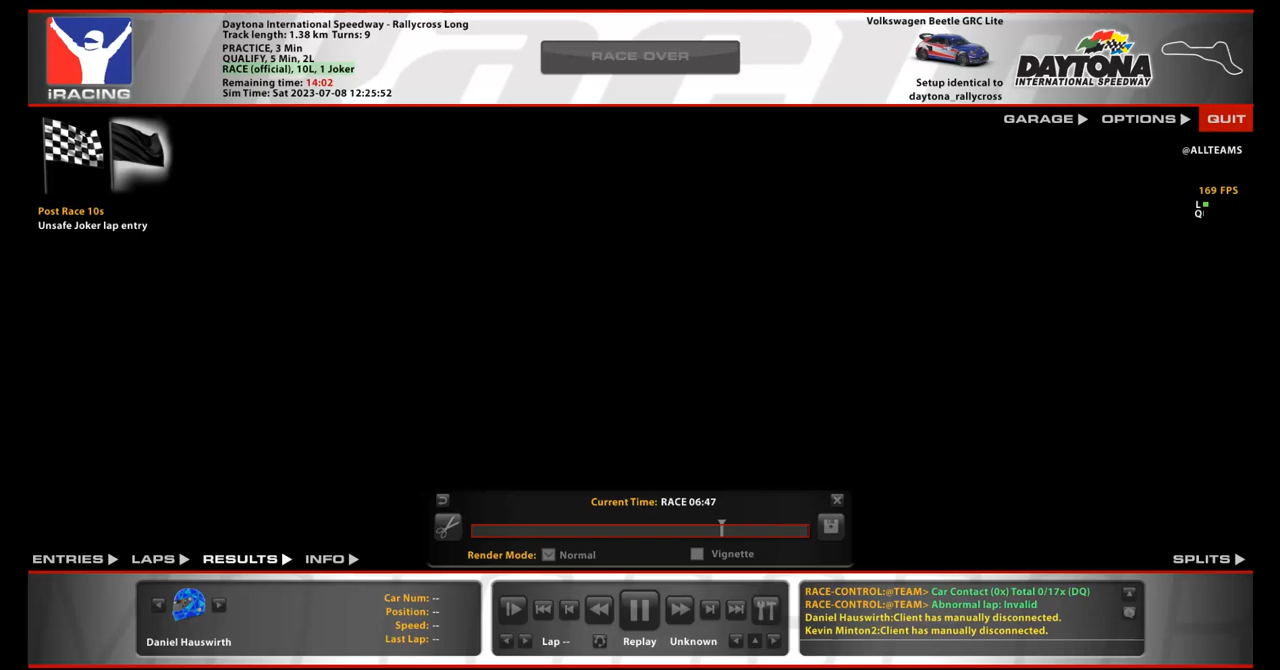 iRACING
Daytona International Speedway - Rallycross Long
Track length: 1.38 km Turns: 9
PRACTICE, 3 Min
QUALIFY, 5 Min, 2L
RACE (official), 10L, 1 Joker
Remaining time: 14:02
Sim Time: Sat 2023-07-08 12:25:52
RACE OVER
Volkswagen Beetle GRC Lite
Setup identical to
daytona_rallycross
DAYTONA
INTERNATIONAL SPEEDWAY
GARAGE OPTIONS QUIT
@ALLTEAMS
169 FPS
L
Q
Post Race 10s
Unsafe Joker lap entry
Current Time: RACE 06:47
Render Mode: Normal Vignette
ENTRIES LAPS RESULTS INFO
SPLITS
Daniel Hauswirth
Car Num: --
Position: --
Speed: --
Last Lap: --
Lap -- Replay Unknown
RACE-CONTROL:@TEAM> Car Contact (0x) Total 0/17x (DQ)
RACE-CONTROL:@TEAM> Abnormal lap: Invalid
Daniel Hauswirth:Client has manually disconnected.
Kevin Minton2:Client has manually disconnected.